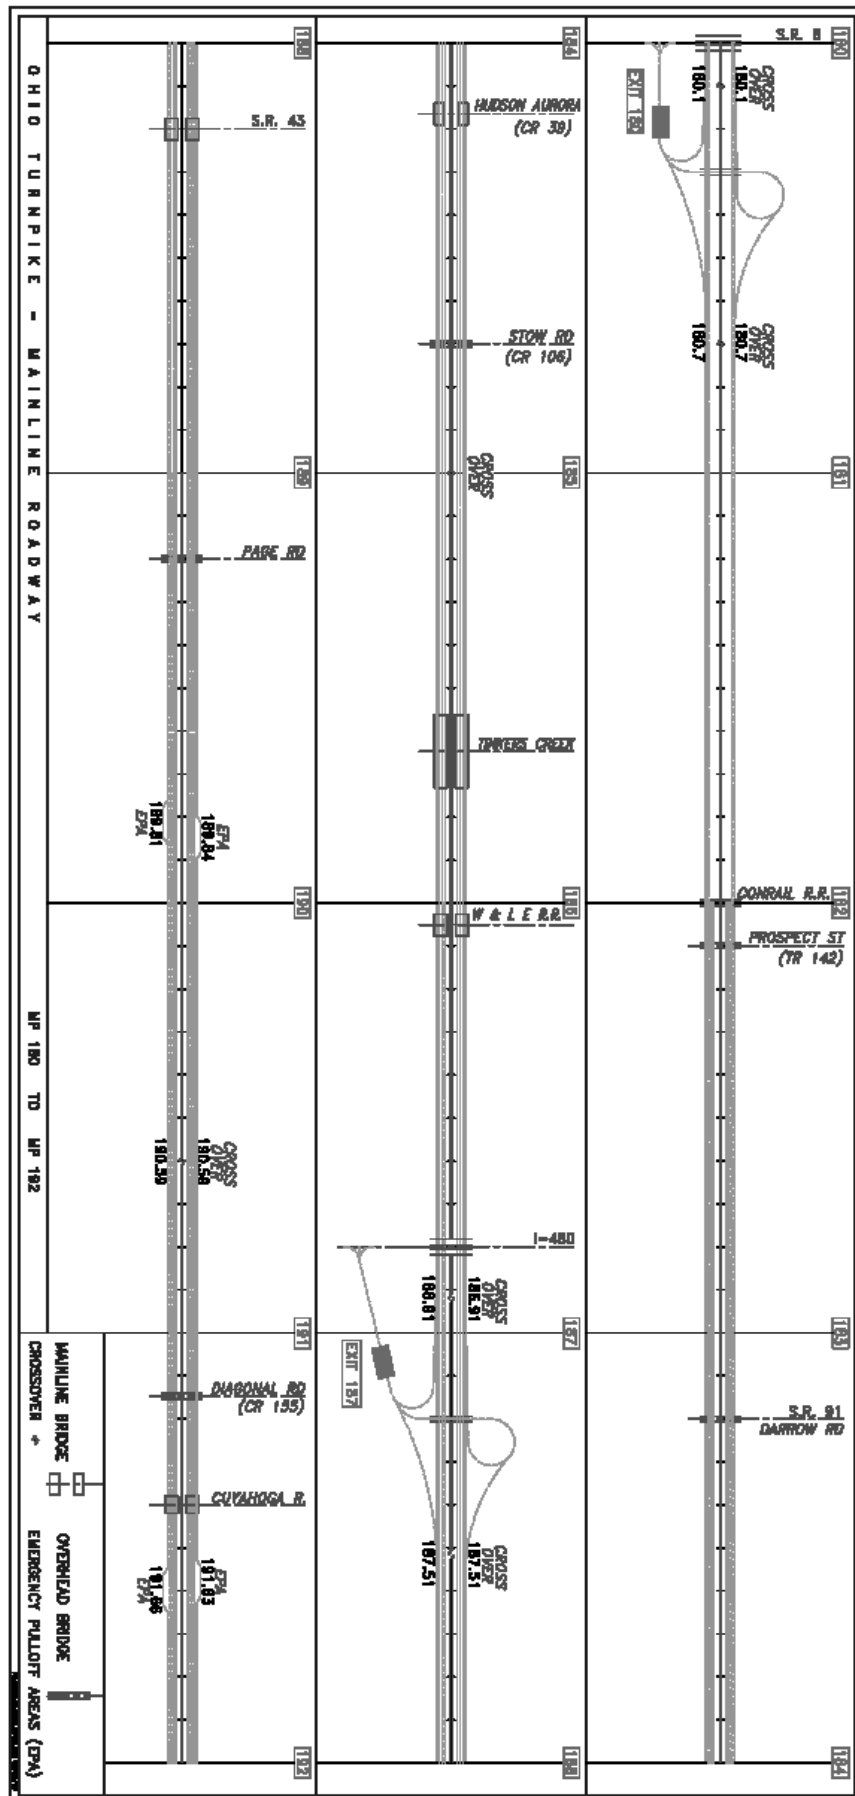 S.R. 8
180
CROSS
OVER
180.1
180.1
EXIT 180
CROSS
OVER
180.7
180.7
181
CONRAIL R.R.
182
PROSPECT ST
(TR 142)
183
S.R. 91
DARROW RD
184
184
HUDSON AURORA
(CR 39)
STOW RD
(CR 106)
CROSS
OVER
185
TINKERS CREEK
W & L E R.R.
186
I-480
CROSS
OVER
186.91
EXIT 187
187
CROSS
OVER
187.51
187.51
188
188
S.R. 43
189
PAGE RD
EPA
189.84
189.81
EPA
190
CROSS
OVER
190.58
190.59
191
DIAGONAL RD
(CR 155)
CUYAHOGA R.
EPA
191.63
191.66
EPA
192
OHIO TURNPIKE - MAINLINE ROADWAY
MP 180 TO MP 192
MAINLINE BRIDGE
OVERHEAD BRIDGE
CROSSOVER +
EMERGENCY PULLOFF AREAS (EPA)